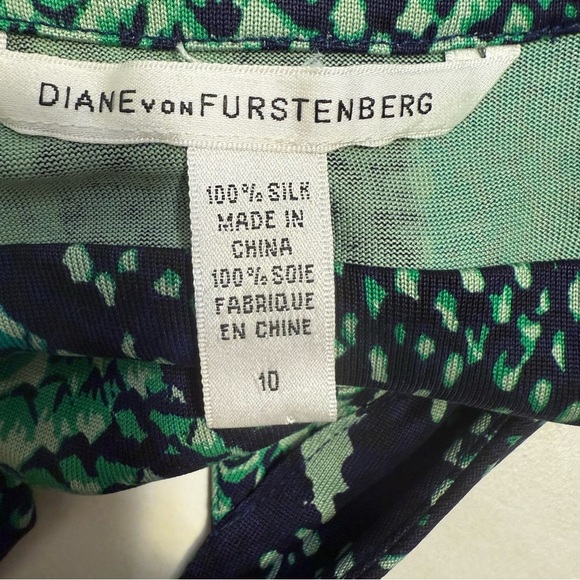 DIANE VON FURSTENBERG
100% SILK
MADE IN
CHINA
100% SOIE
FABRIQUE
EN CHINE
10